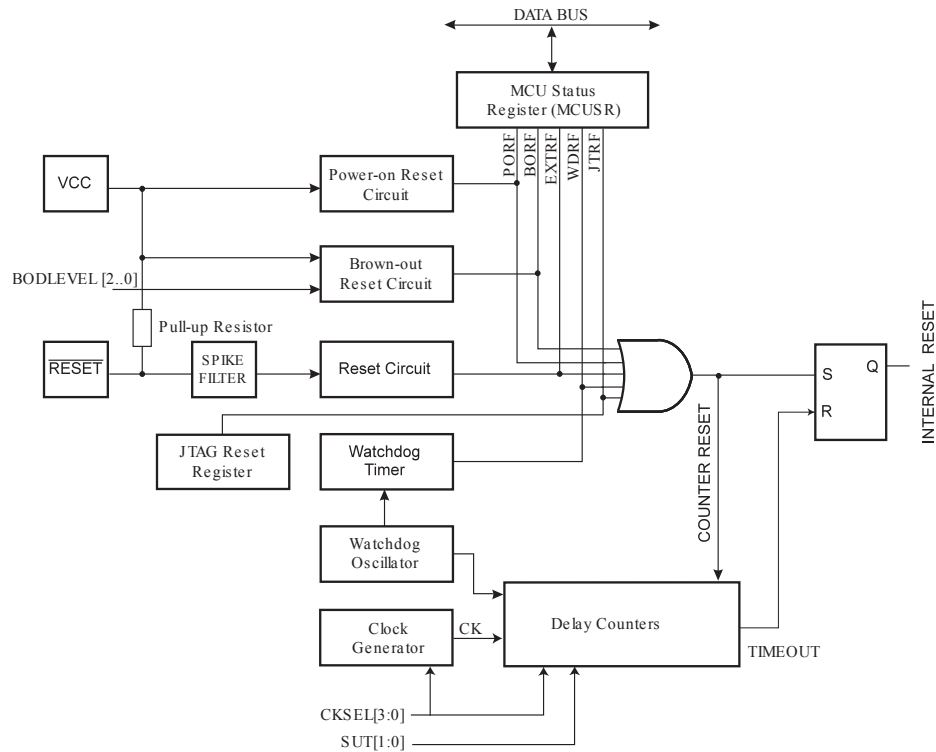 DATA BUS
MCU Status
Register (MCUSR)
PORF
BORF
EXTRF
WDRF
JTRF
VCC
Power-on Reset
Circuit
BODLEVEL [2..0]
Brown-out
Reset Circuit
Pull-up Resistor
RESET
SPIKE
FILTER
Reset Circuit
JTAG Reset
Register
Watchdog
Timer
Watchdog
Oscillator
Clock
Generator
CK
Delay Counters
CKSEL[3:0]
SUT[1:0]
COUNTER RESET
TIMEOUT
S
R
Q
INTERNAL RESET